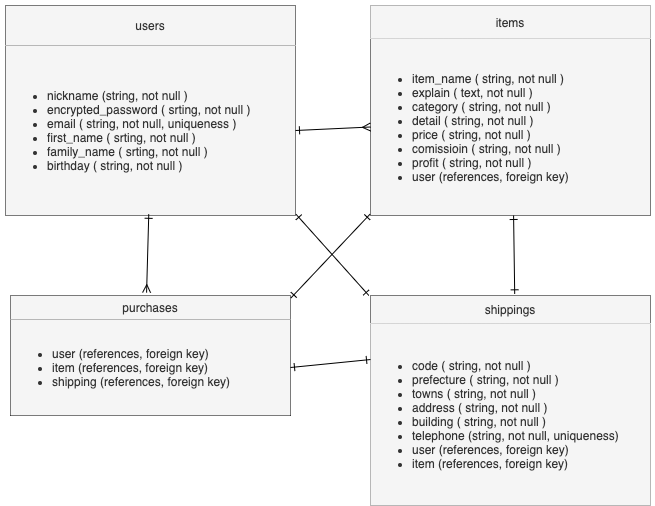 users
nickname (string, not null )
encrypted_password ( srting, not null )
email ( string, not null, uniqueness )
first_name ( srting, not null )
family_name ( srting, not null )
birthday ( string, not null )
items
item_name ( string, not null )
explain ( text, not null )
category ( string, not null )
detail ( string, not null )
price ( string, not null )
comissioin ( string, not null )
profit ( string, not null )
user (references, foreign key)
purchases
user (references, foreign key)
item (references, foreign key)
shipping (references, foreign key)
shippings
code ( string, not null )
prefecture ( string, not null )
towns ( string, not null )
address ( string, not null )
building ( string, not null )
telephone (string, not null, uniqueness)
user (references, foreign key)
item (references, foreign key)